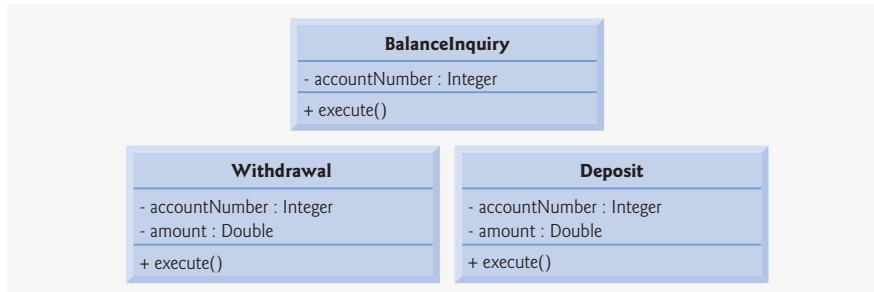 BalanceInquiry
- accountNumber : Integer
+ execute()
Withdrawal
- accountNumber : Integer
- amount : Double
+ execute()
Deposit
- accountNumber : Integer
- amount : Double
+ execute()